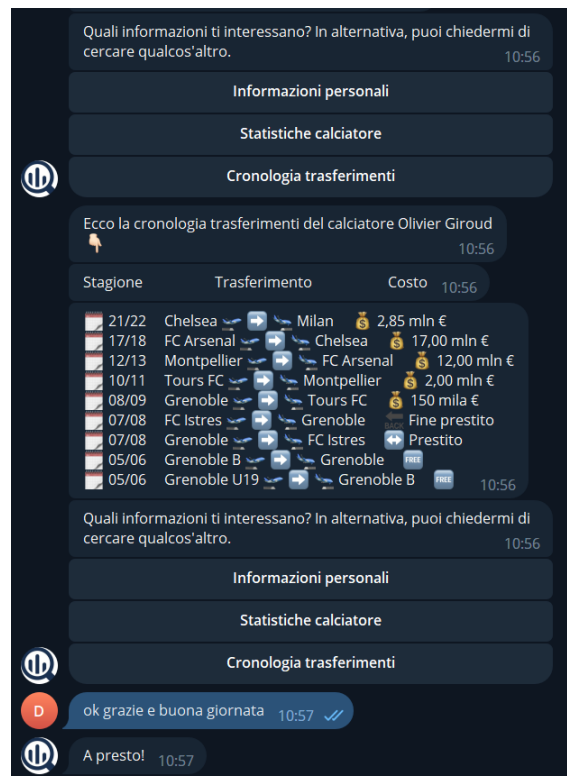 Quali informazioni ti interessano? In alternativa, puoi chiedermi di
cercare qualcos'altro. 10:56
Informazioni personali
Statistiche calciatore
Cronologia trasferimenti
Ecco la cronologia trasferimenti del calciatore Olivier Giroud
👇🏻 10:56
Stagione Trasferimento Costo 10:56
🗓 21/22 Chelsea 🛫 ➡️ 🛬 Milan 💰 2,85 mln €
🗓 17/18 FC Arsenal 🛫 ➡️ 🛬 Chelsea 💰 17,00 mln €
🗓 12/13 Montpellier 🛫 ➡️ 🛬 FC Arsenal 💰 12,00 mln €
🗓 10/11 Tours FC 🛫 ➡️ 🛬 Montpellier 💰 2,00 mln €
🗓 08/09 Grenoble 🛫 ➡️ 🛬 Tours FC 💰 150 mila €
🗓 07/08 FC Istres 🛫 ➡️ 🛬 Grenoble 🔙 Fine prestito
🗓 07/08 Grenoble 🛫 ➡️ 🛬 FC Istres ↔️ Prestito
🗓 05/06 Grenoble B 🛫 ➡️ 🛬 Grenoble 🆓
🗓 05/06 Grenoble U19 🛫 ➡️ 🛬 Grenoble B 🆓 10:56
Quali informazioni ti interessano? In alternativa, puoi chiedermi di
cercare qualcos'altro. 10:56
Informazioni personali
Statistiche calciatore
Cronologia trasferimenti
D
ok grazie e buona giornata 10:57
A presto! 10:57